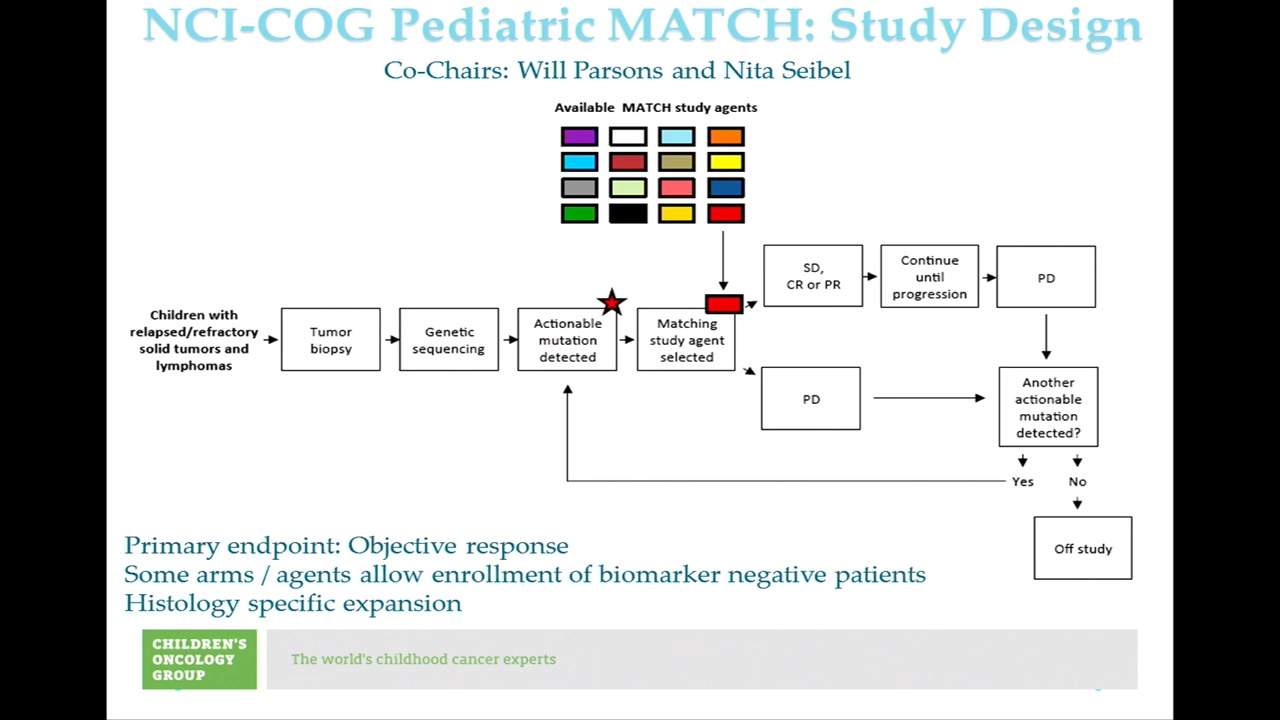 NCI-COG Pediatric MATCH: Study Design
Co-Chairs: Will Parsons and Nita Seibel
Available MATCH study agents
Children with
relapsed/refractory
solid tumors and
lymphomas
Tumor
biopsy
Genetic
sequencing
Actionable
mutation
detected
Matching
study agent
selected
SD,
CR or PR
Continue
until
progression
PD
PD
Another
actionable
mutation
detected?
Yes
No
Off study
Primary endpoint: Objective response
Some arms / agents allow enrollment of biomarker negative patients
Histology specific expansion
CHILDREN'S
ONCOLOGY
GROUP
The world's childhood cancer experts